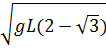 √(gL(2 − √3))